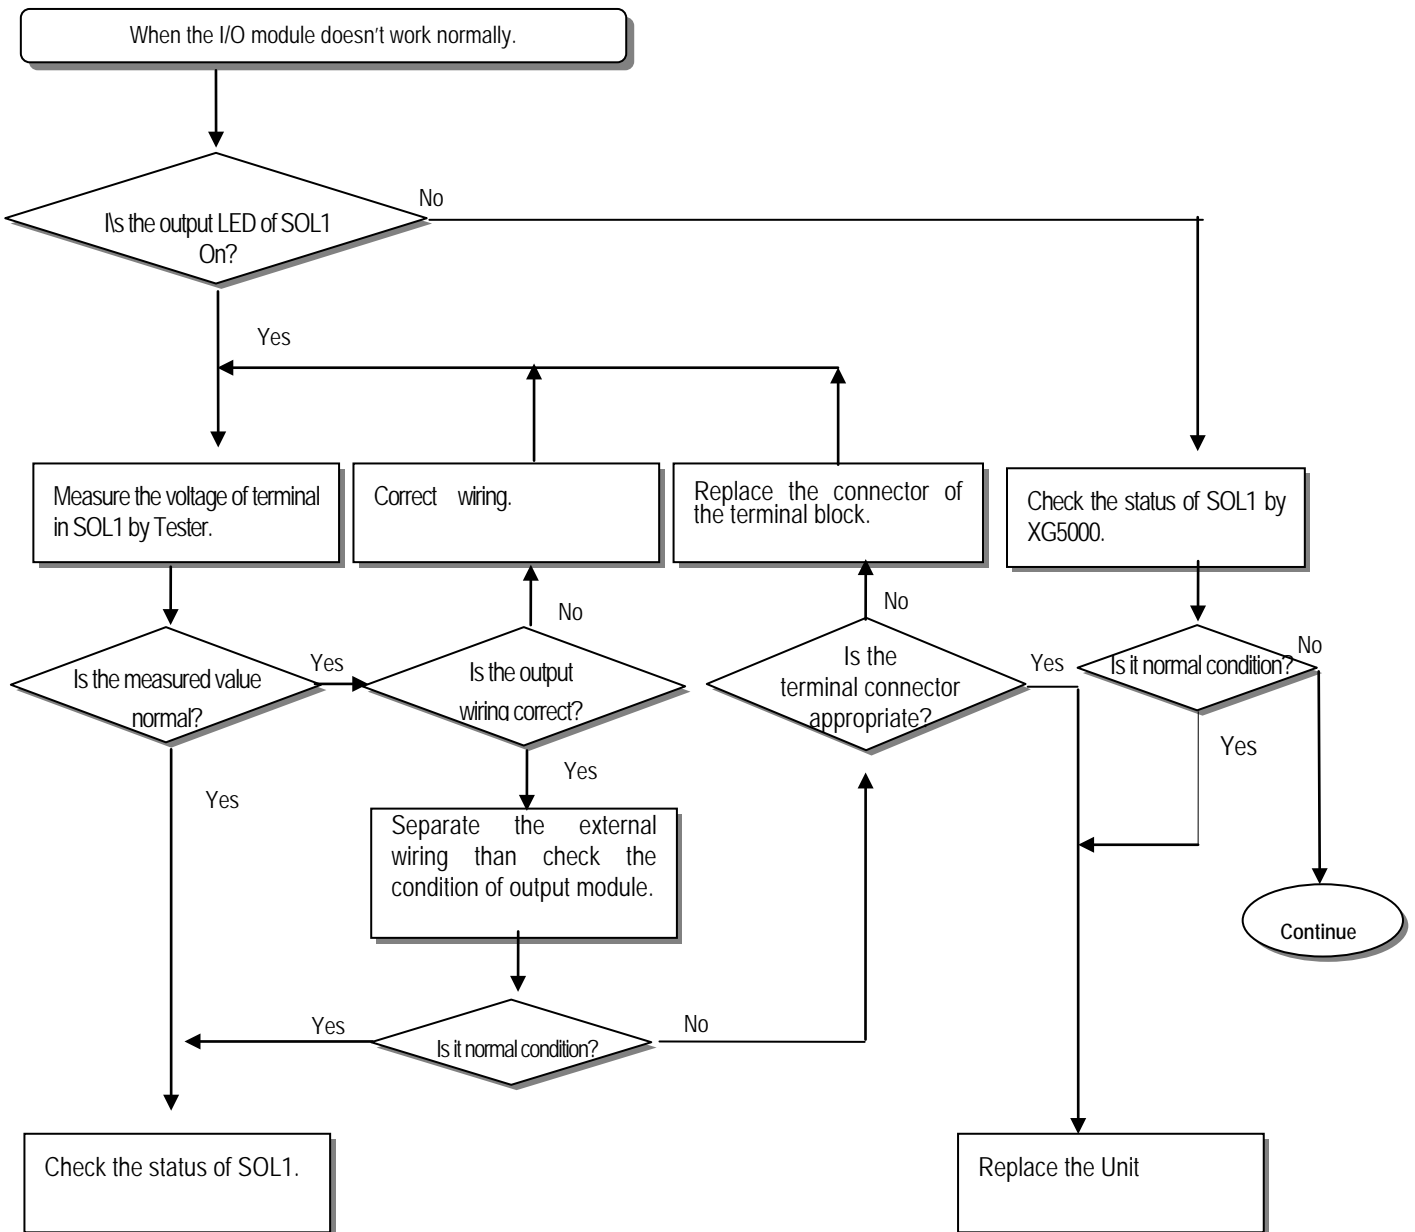 When the I/O module doesn't work normally.
No
I\s the output LED of SOL1
On?
Yes
Measure the voltage of terminal
in SOL1 by Tester.
Correct wiring.
Replace the connector of
the terminal block.
Check the status of SOL1 by
XG5000.
No
No
No
Is the measured value
normal?
Yes
Is the output
wiring correct?
Is the
terminal connector
appropriate?
Yes
Is it normal condition?
Yes
Yes
Yes
Separate the external
wiring than check the
condition of output module.
Continue
Yes
Is it normal condition?
No
Check the status of SOL1.
Replace the Unit